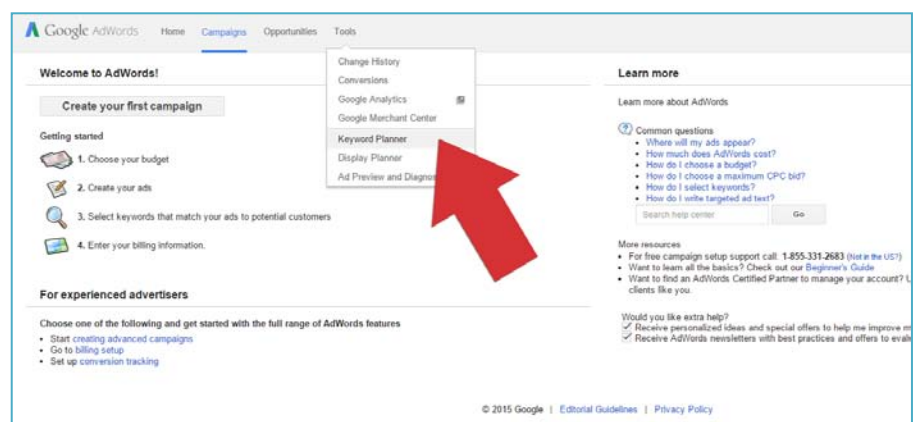 Google AdWords Home Campaigns Opportunities Tools
Change History
Conversions
Google Analytics
Google Merchant Center
Keyword Planner
Display Planner
Ad Preview and
Welcome to AdWords!
Create your first campaign
Getting started
1. Choose your budget
2. Create your ads
3. Select keywords that match your ads to potential customers
4. Enter your billing information.
For experienced advertisers
Choose one of the following and get started with the full range of AdWords features
• Start creating advanced campaigns
• Go to billing setup
• Set up conversion tracking
Learn more
Learn more about AdWords
Common questions
• Where will my ads appear?
• How much does AdWords cost?
• How do I choose a budget?
• How do I choose a maximum CPC bid?
• How do I select keywords?
• How do I write targeted ad text?
Search help center Go
More resources
• For free campaign setup support call: 1-855-331-2683 (Not in the US?)
• Want to learn all the basics? Check out our Beginner's Guide
• Want to find an AdWords Certified Partner to manage your account?
clients like you.
Would you like extra help?
Receive personalized ideas and special offers to help me improve
Receive AdWords newsletters with best practices and offers to
© 2015 Google | Editorial Guidelines | Privacy Policy